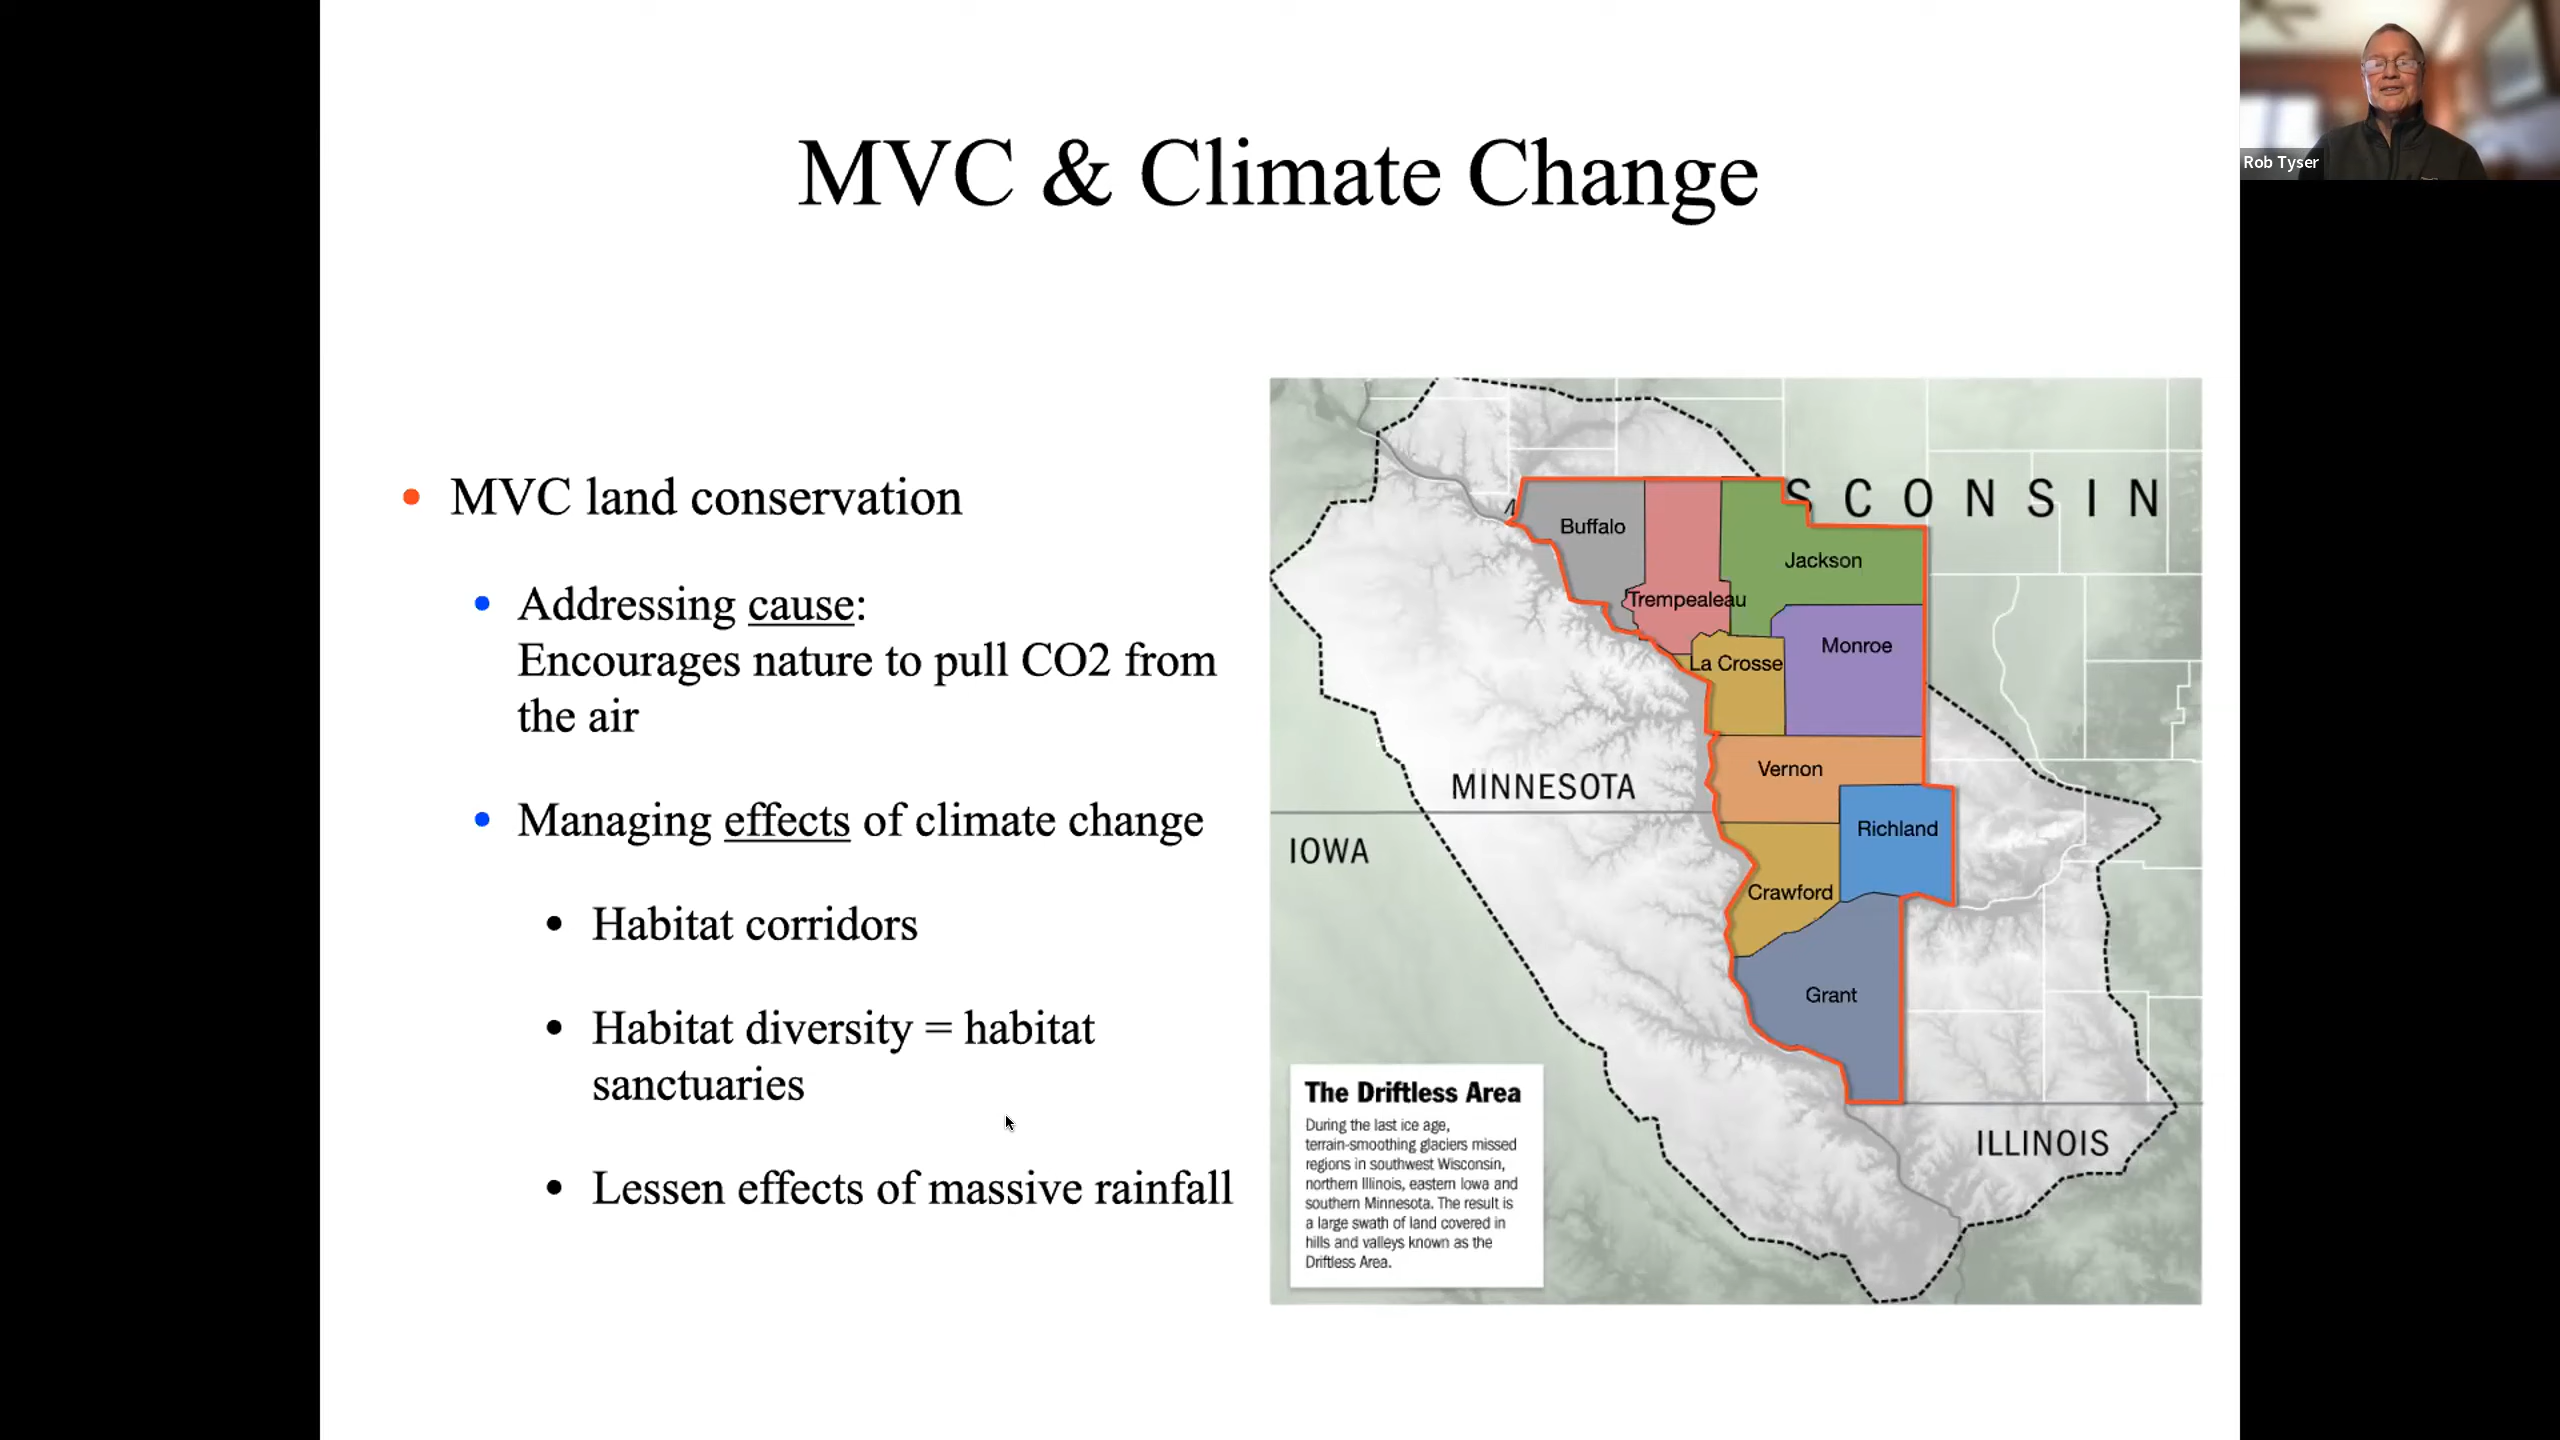 MVC & Climate Change
Rob Tyser
• MVC land conservation
• Addressing cause:
Encourages nature to pull CO2 from
the air
• Managing effects of climate change
• Habitat corridors
• Habitat diversity = habitat
sanctuaries
• Lessen effects of massive rainfall
SCONSIN
Buffalo
Jackson
Trempealeau
Monroe
La Crosse
Vernon
MINNESOTA
Richland
IOWA
Crawford
Grant
ILLINOIS
The Driftless Area
During the last ice age,
terrain-smoothing glaciers missed
regions in southwest Wisconsin,
northern Illinois, eastern Iowa and
southern Minnesota. The result is
a large swath of land covered in
hills and valleys known as the
Driftless Area.